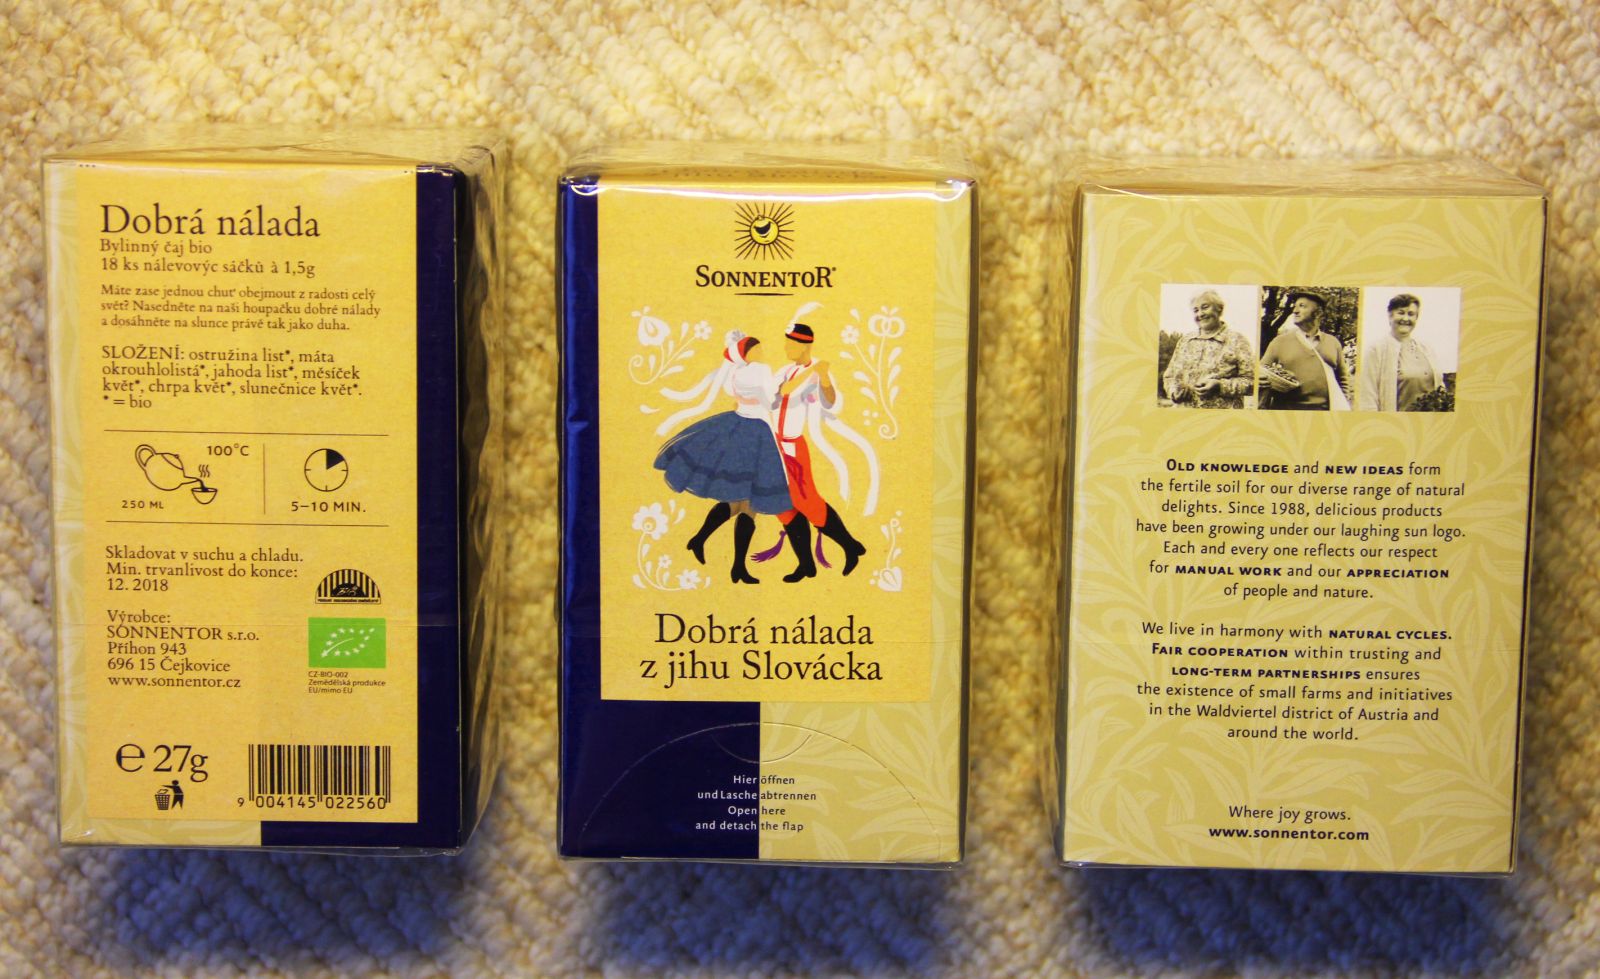 Dobrá nálada
Bylinný čaj bio
18 ks nálevovýc sáčků à 1,5g
Máte zase jednou chuť obejmout z radosti celý
svět? Nasedněte na naši houpačku dobré nálady
a dosáhněte na slunce právě tak jako duha.
SLOŽENÍ: ostružina list*, máta
okrouhlolistá*, jahoda list*, měsíček
květ*, chrpa květ*, slunečnice květ*.
* = bio
100°C
250 ML
5–10 MIN.
Skladovat v suchu a chladu.
Min. trvanlivost do konce:
12. 2018
Výrobce:
SONNENTOR s.r.o.
Příhon 943
696 15 Čejkovice
www.sonnentor.cz
BIO
CZ-BIO-002
Zemědělská produkce
EU/mimo EU
℮ 27g
9 004145 022560
SONNENTOR®
Dobrá nálada
z jihu Slovácka
Hier öffnen
und Lasche abtrennen
Open here
and detach the flap
OLD KNOWLEDGE and NEW IDEAS form
the fertile soil for our diverse range of natural
delights. Since 1988, delicious products
have been growing under our laughing sun logo.
Each and every one reflects our respect
for MANUAL WORK and our APPRECIATION
of people and nature.
We live in harmony with NATURAL CYCLES.
FAIR COOPERATION within trusting and
LONG-TERM PARTNERSHIPS ensures
the existence of small farms and initiatives
in the Waldviertel district of Austria and
around the world.
Where joy grows.
www.sonnentor.com